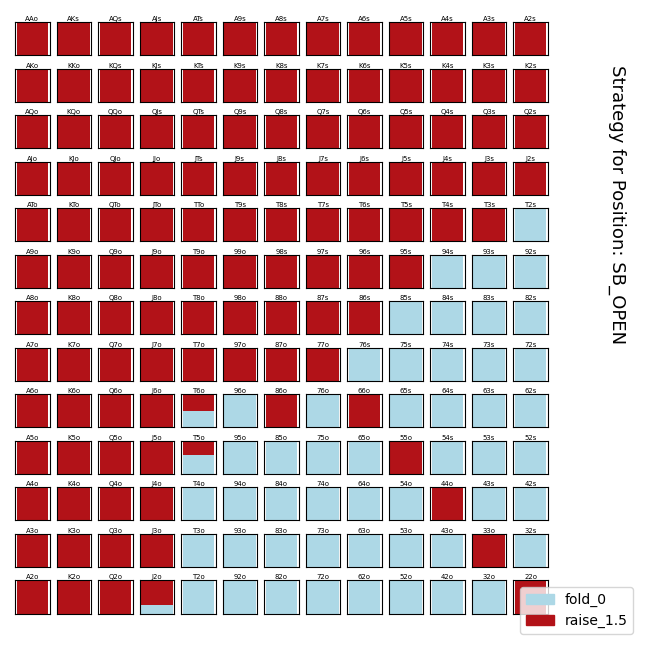 AAo AKs AQs AJs ATs A9s A8s A7s A6s A5s A4s A3s A2s
AKo KKo KQs KJs KTs K9s K8s K7s K6s K5s K4s K3s K2s
AQo KQo QQo QJs QTs Q9s Q8s Q7s Q6s Q5s Q4s Q3s Q2s
AJo KJo QJo JJo JTs J9s J8s J7s J6s J5s J4s J3s J2s
ATo KTo QTo JTo TTo T9s T8s T7s T6s T5s T4s T3s T2s
A9o K9o Q9o J9o T9o 99o 98s 97s 96s 95s 94s 93s 92s
A8o K8o Q8o J8o T8o 98o 88o 87s 86s 85s 84s 83s 82s
A7o K7o Q7o J7o T7o 97o 87o 77o 76s 75s 74s 73s 72s
A6o K6o Q6o J6o T6o 96o 86o 76o 66o 65s 64s 63s 62s
A5o K5o Q5o J5o T5o 95o 85o 75o 65o 55o 54s 53s 52s
A4o K4o Q4o J4o T4o 94o 84o 74o 64o 54o 44o 43s 42s
A3o K3o Q3o J3o T3o 93o 83o 73o 63o 53o 43o 33o 32s
A2o K2o Q2o J2o T2o 92o 82o 72o 62o 52o 42o 32o 22o
Strategy for Position: SB_OPEN
fold_0
raise_1.5